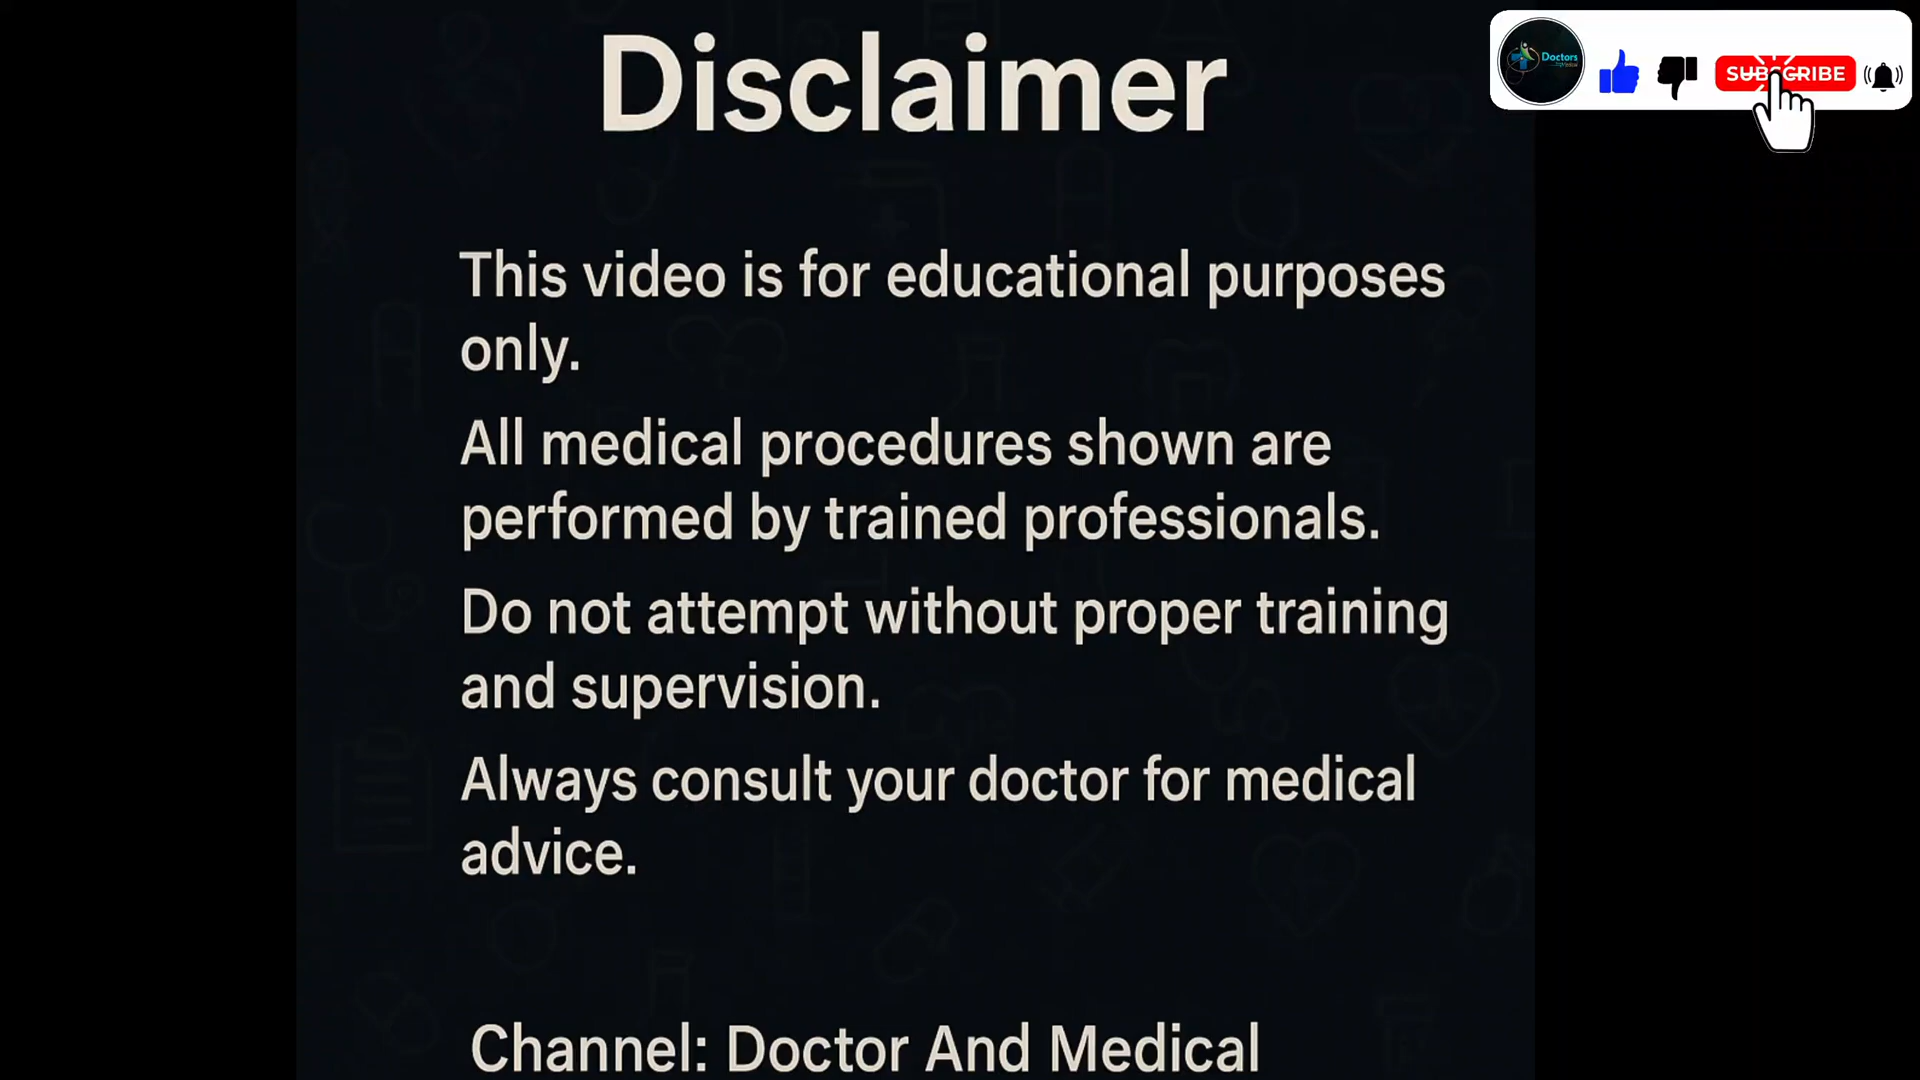 Disclaimer
Doctors
SUBSCRIBE
This video is for educational purposes
only.
All medical procedures shown are
performed by trained professionals.
Do not attempt without proper training
and supervision.
Always consult your doctor for medical
advice.
Channel: Doctor And Medical